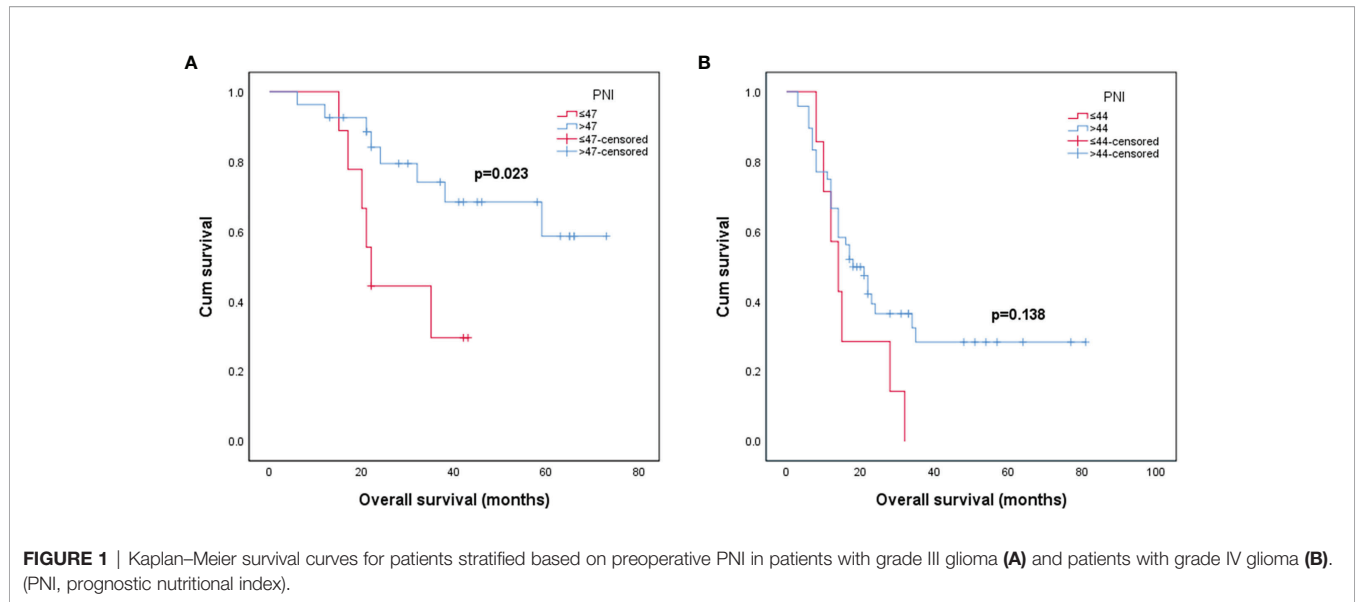 A
PNI
≤47
>47
≤47-censored
>47-censored
p=0.023
Cum survival
1.0
0.8
0.6
0.4
0.2
0.0
0 20 40 60 80
Overall survival (months)
B
PNI
≤44
>44
≤44-censored
>44-censored
p=0.138
Cum survival
1.0
0.8
0.6
0.4
0.2
0.0
0 20 40 60 80 100
Overall survival (months)
FIGURE 1 | Kaplan–Meier survival curves for patients stratified based on preoperative PNI in patients with grade III glioma (A) and patients with grade IV glioma (B).
(PNI, prognostic nutritional index).